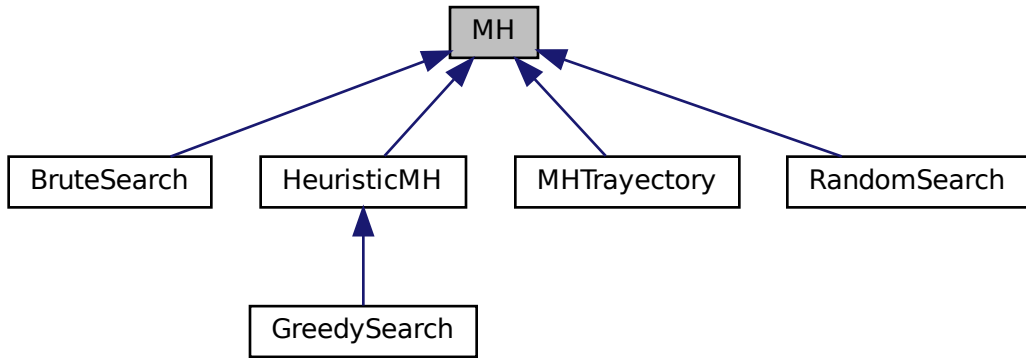 MH
BruteSearch
HeuristicMH
MHTrayectory
RandomSearch
GreedySearch